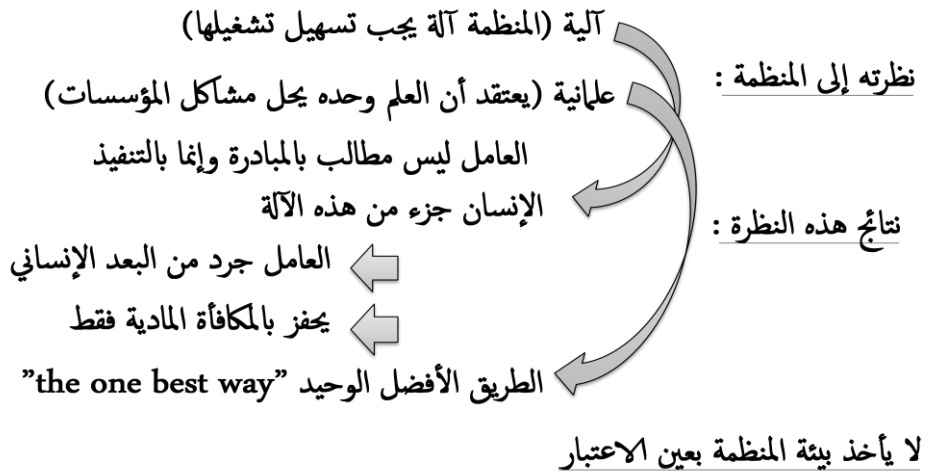 آلية (المنظمة آلة يجب تسهيل تشغيلها)
نظرته إلى المنظمة :
علمانية (يعتقد أن العلم وحده يحل مشاكل المؤسسات)
العامل ليس مطالب بالمبادرة وإنما بالتنفيذ
الإنسان جزء من هذه الآلة
نتائج هذه النظرة :
العامل جرد من البعد الإنساني
يحفز بالمكافأة المادية فقط
الطريق الأفضل الوحيد "the one best way"
لا يأخذ بيئة المنظمة بعين الاعتبار